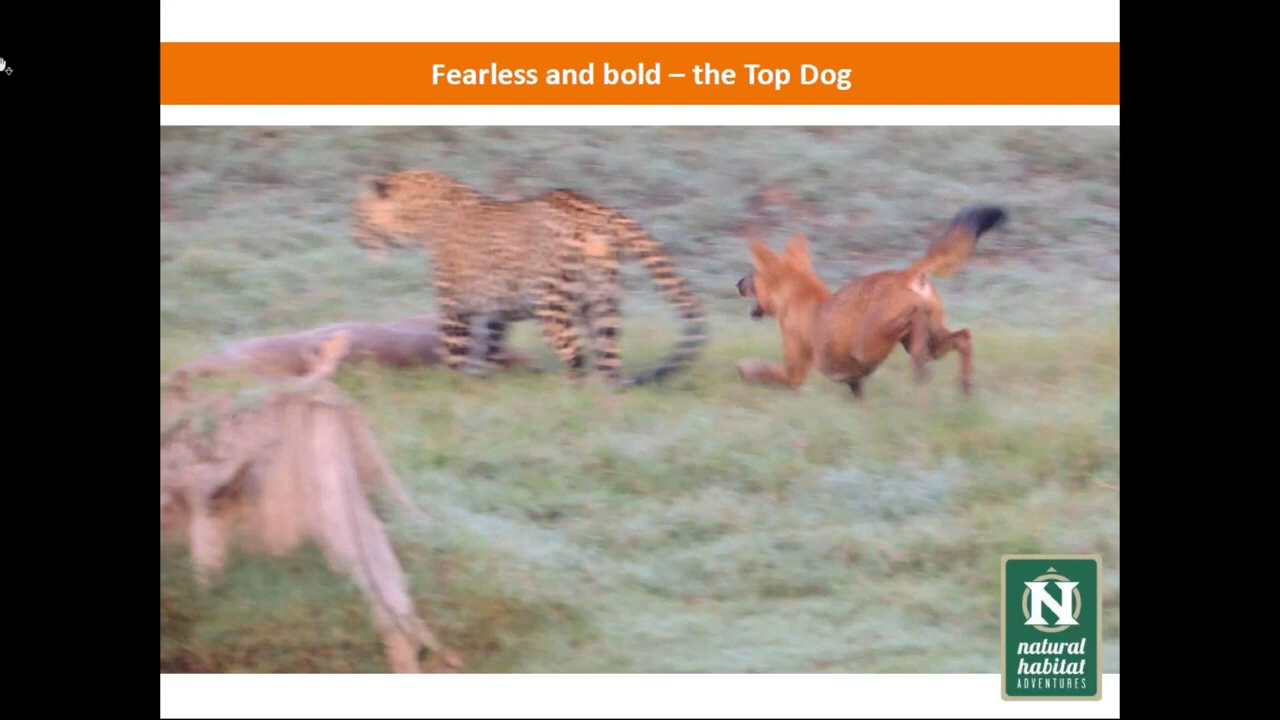 Fearless and bold – the Top Dog
N
natural
habitat
ADVENTURES